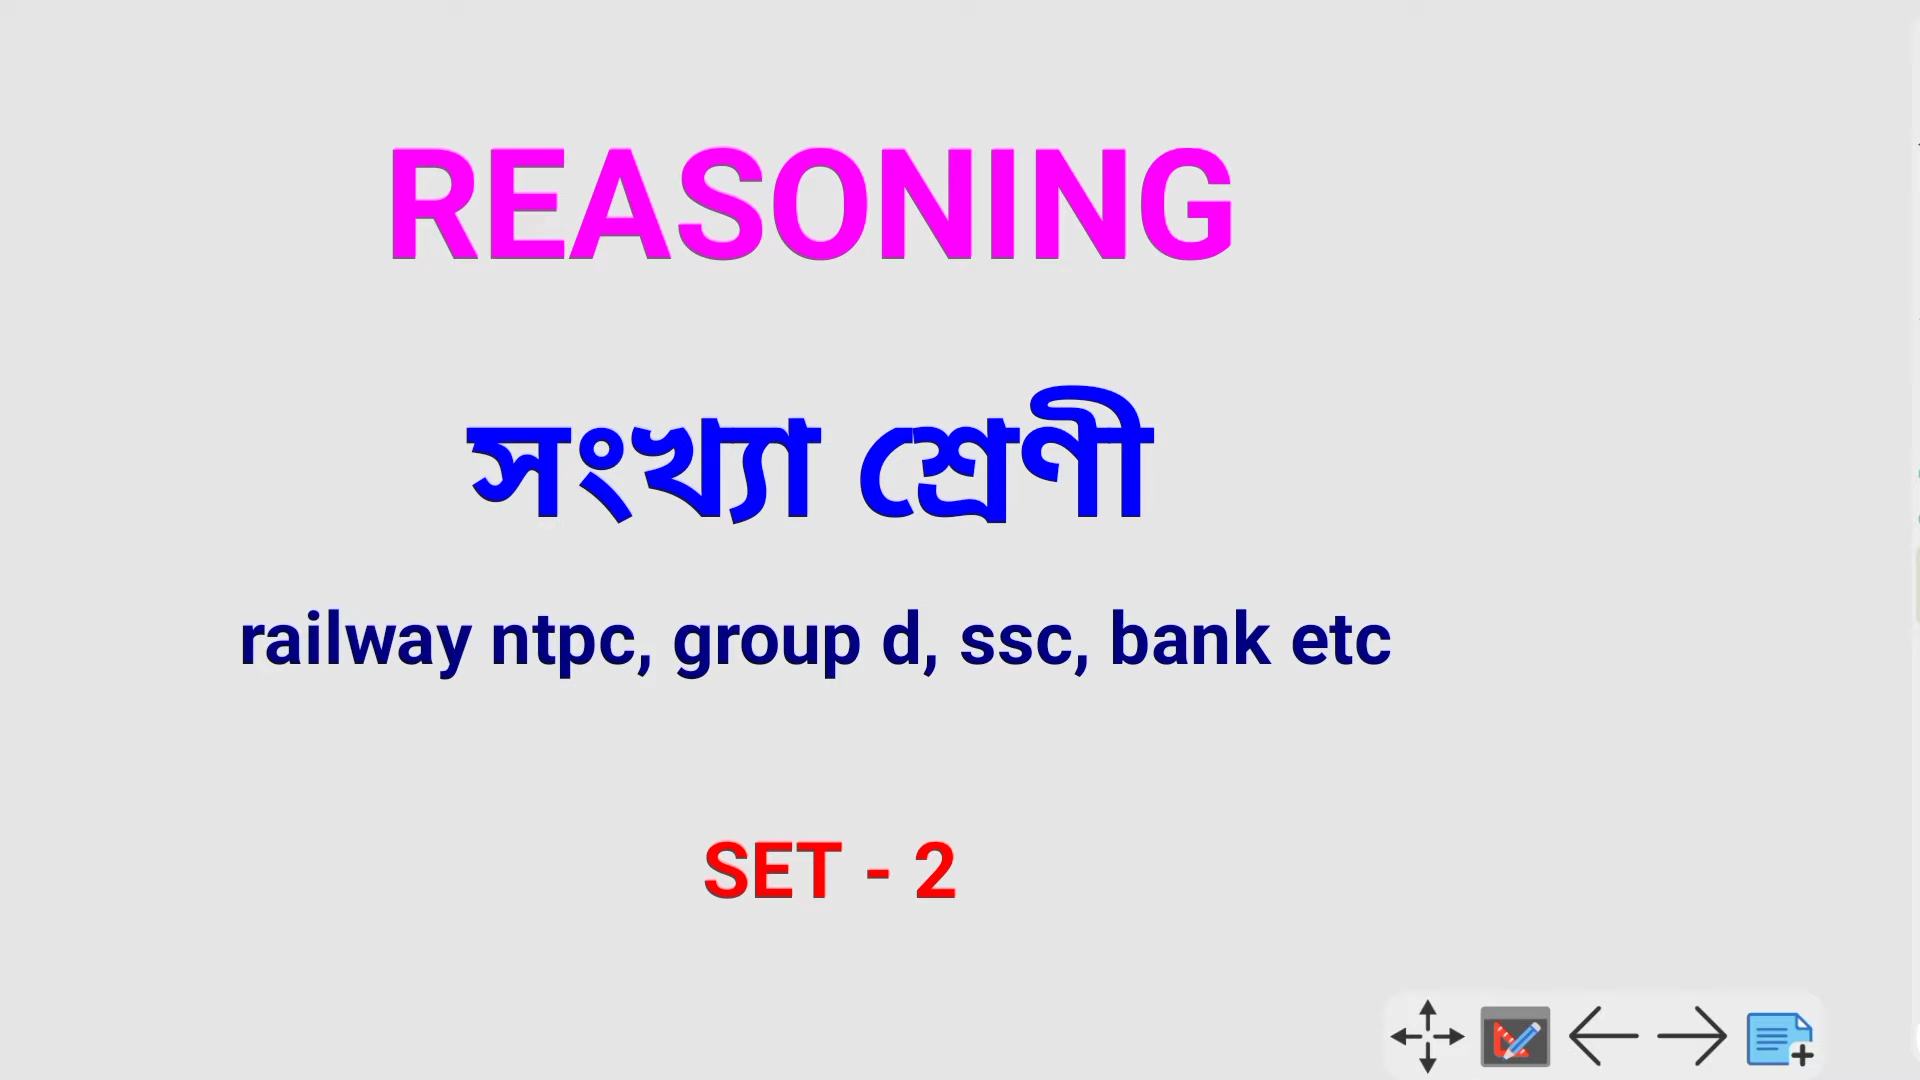 REASONING
সংখ্যা শ্রেণী
railway ntpc, group d, ssc, bank etc
SET - 2